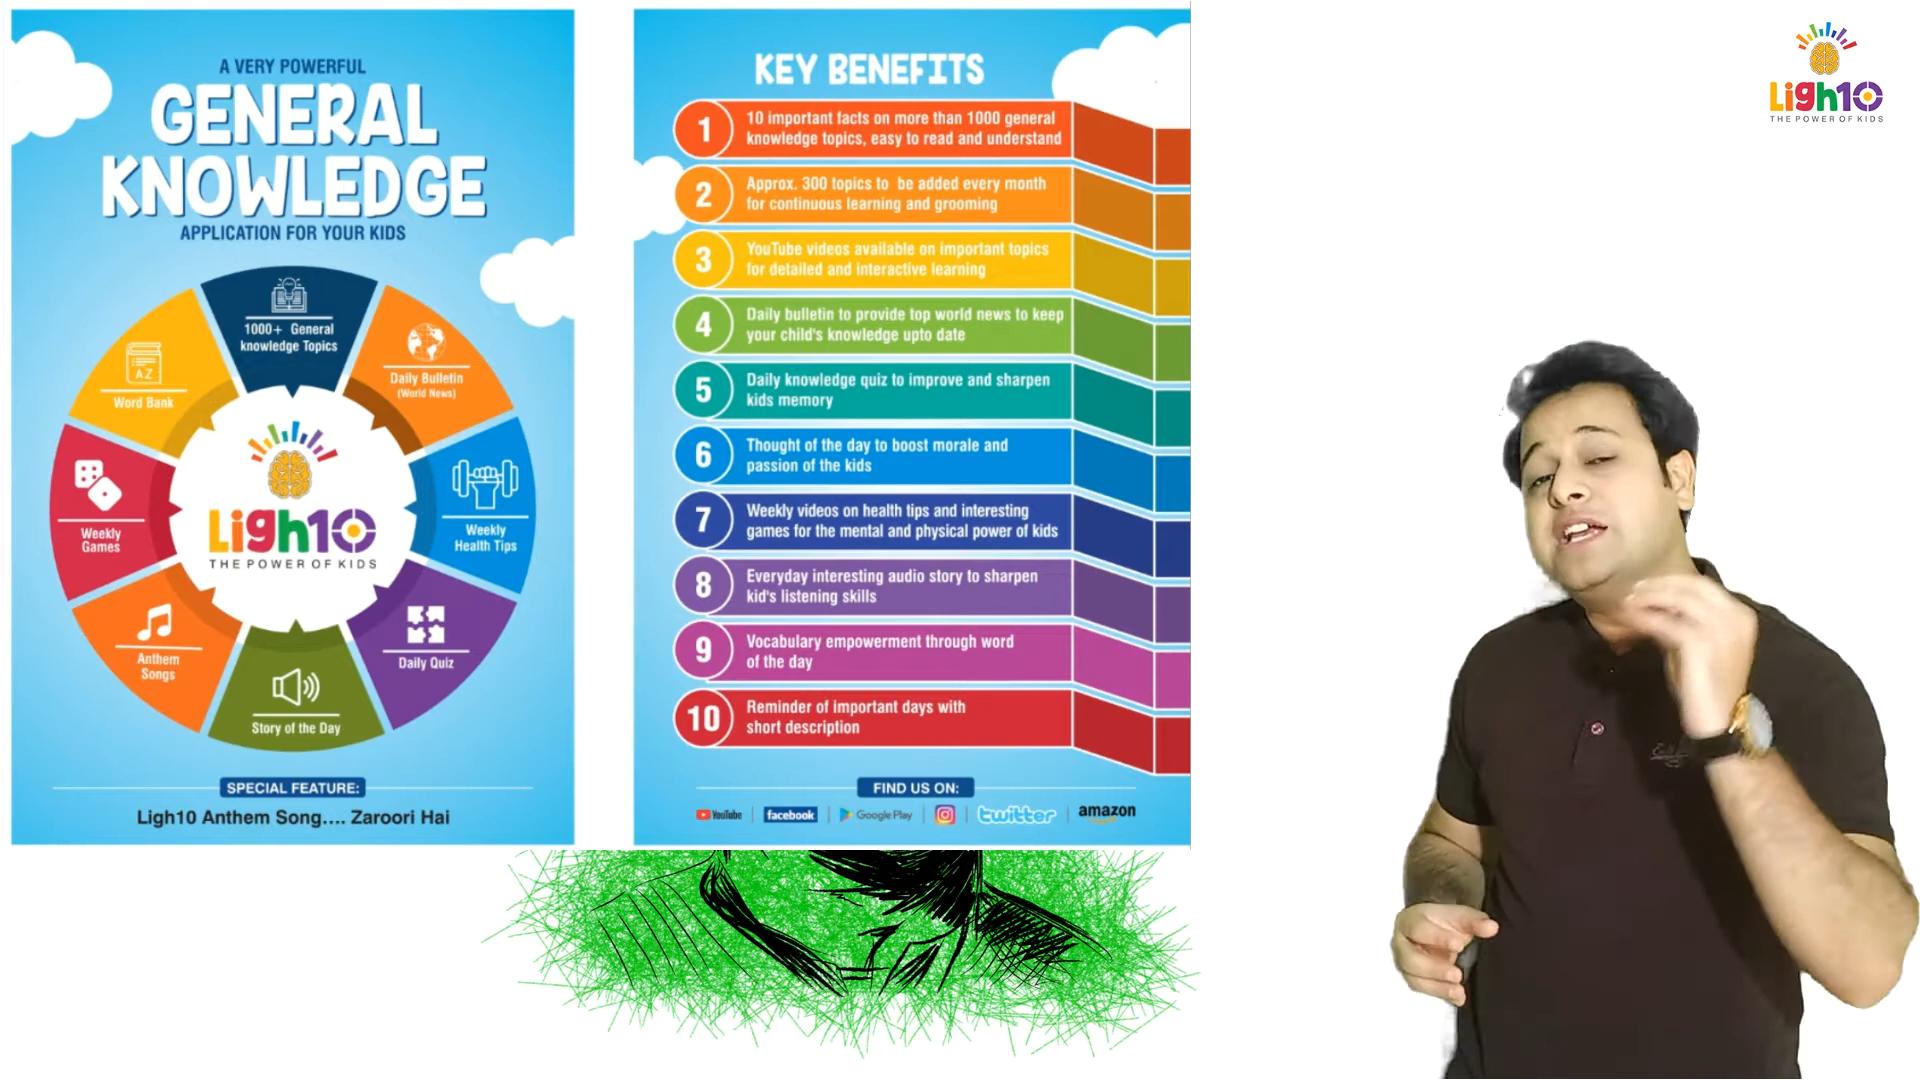 A VERY POWERFUL
GENERAL
KNOWLEDGE
APPLICATION FOR YOUR KIDS
1000+ General
knowledge Topics
Daily Bulletin
(World News)
Weekly
Health Tips
Daily Quiz
Story of the Day
Anthem
Songs
Weekly
Games
AZ
Word Bank
Ligh10
THE POWER OF KIDS
SPECIAL FEATURE:
Ligh10 Anthem Song.... Zaroori Hai
KEY BENEFITS
1
10 important facts on more than 1000 general
knowledge topics, easy to read and understand
2
Approx. 300 topics to be added every month
for continuous learning and grooming
3
YouTube videos available on important topics
for detailed and interactive learning
4
Daily bulletin to provide top world news to keep
your child's knowledge upto date
5
Daily knowledge quiz to improve and sharpen
kids memory
6
Thought of the day to boost morale and
passion of the kids
7
Weekly videos on health tips and interesting
games for the mental and physical power of kids
8
Everyday interesting audio story to sharpen
kid's listening skills
9
Vocabulary empowerment through word
of the day
10
Reminder of important days with
short description
FIND US ON:
YouTube facebook Google Play twitter amazon
Ligh10
THE POWER OF KIDS